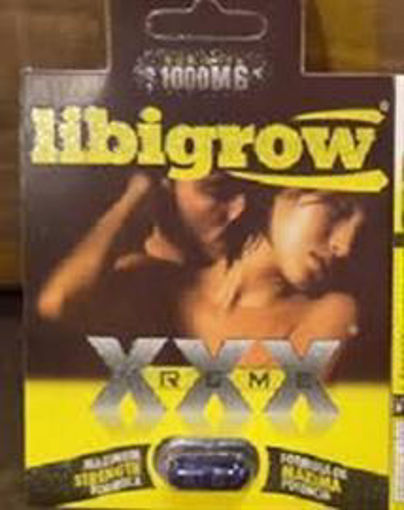 1000MG
libigrow®
XXX
REME
MAXIMUM
STRENGTH
FORMULA
FORMULA DE
MAXIMA
POTENCIA